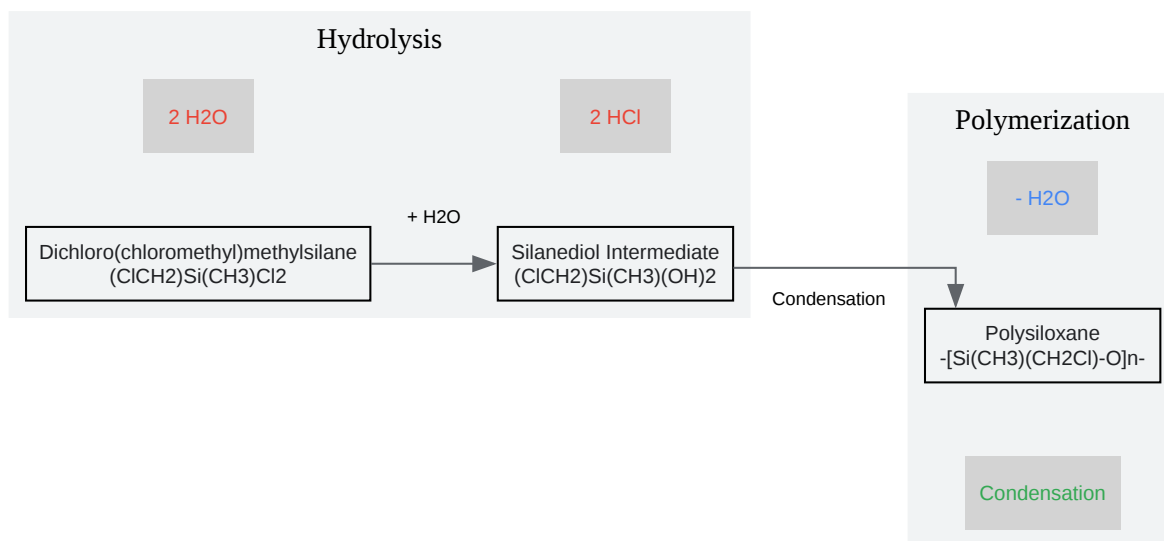 Hydrolysis
2 H2O
2 HCl
+ H2O
Dichloro(chloromethyl)methylsilane
(ClCH2)Si(CH3)Cl2
Silanediol Intermediate
(ClCH2)Si(CH3)(OH)2
Condensation
Polymerization
- H2O
Polysiloxane
-[Si(CH3)(CH2Cl)-O]n-
Condensation